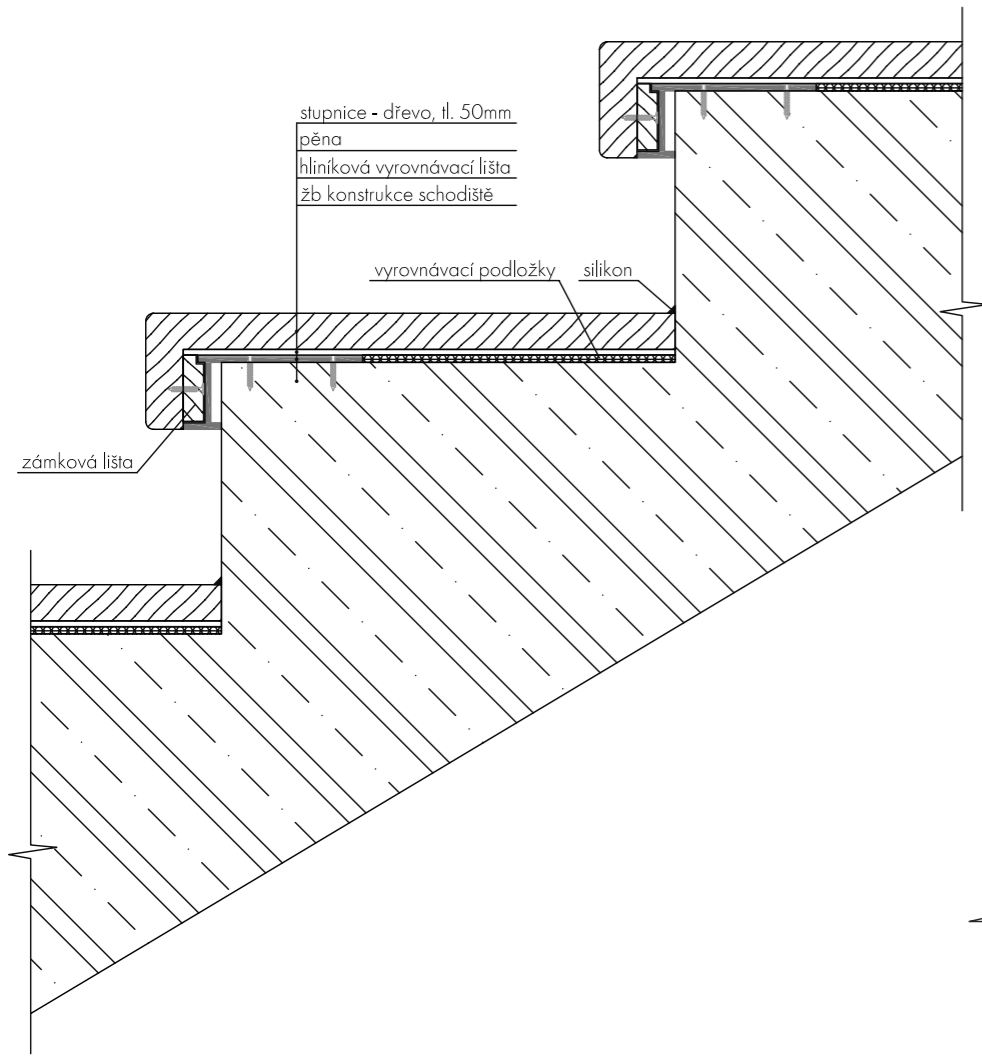 stupnice - dřevo, tl. 50mm
pěna
hliníková vyrovnávací lišta
žb konstrukce schodiště
vyrovnávací podložky
silikon
zámková lišta